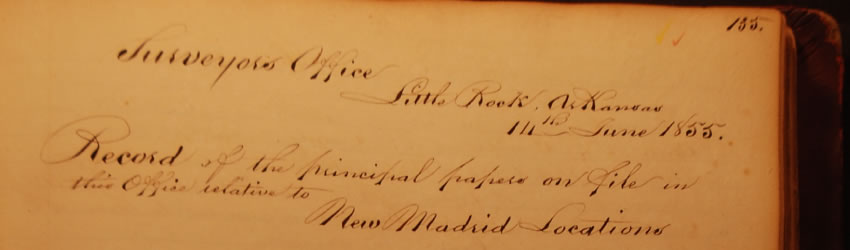 155.
Surveyors Office
Little Rock, Arkansas
14th June 1855.
Record of the principal papers on file in
this Office relative to
New Madrid Locations